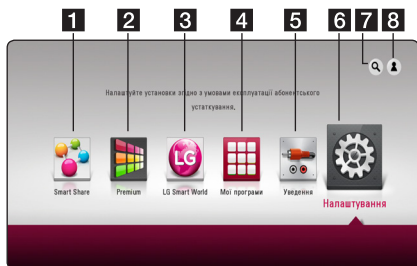 1 2 3 4 5 6 7 8
Налаштуйте установки згідно з умовами експлуатації абонентського
устаткування.
LG
Smart Share Premium LG Smart World Мої програми Уведення Налаштування